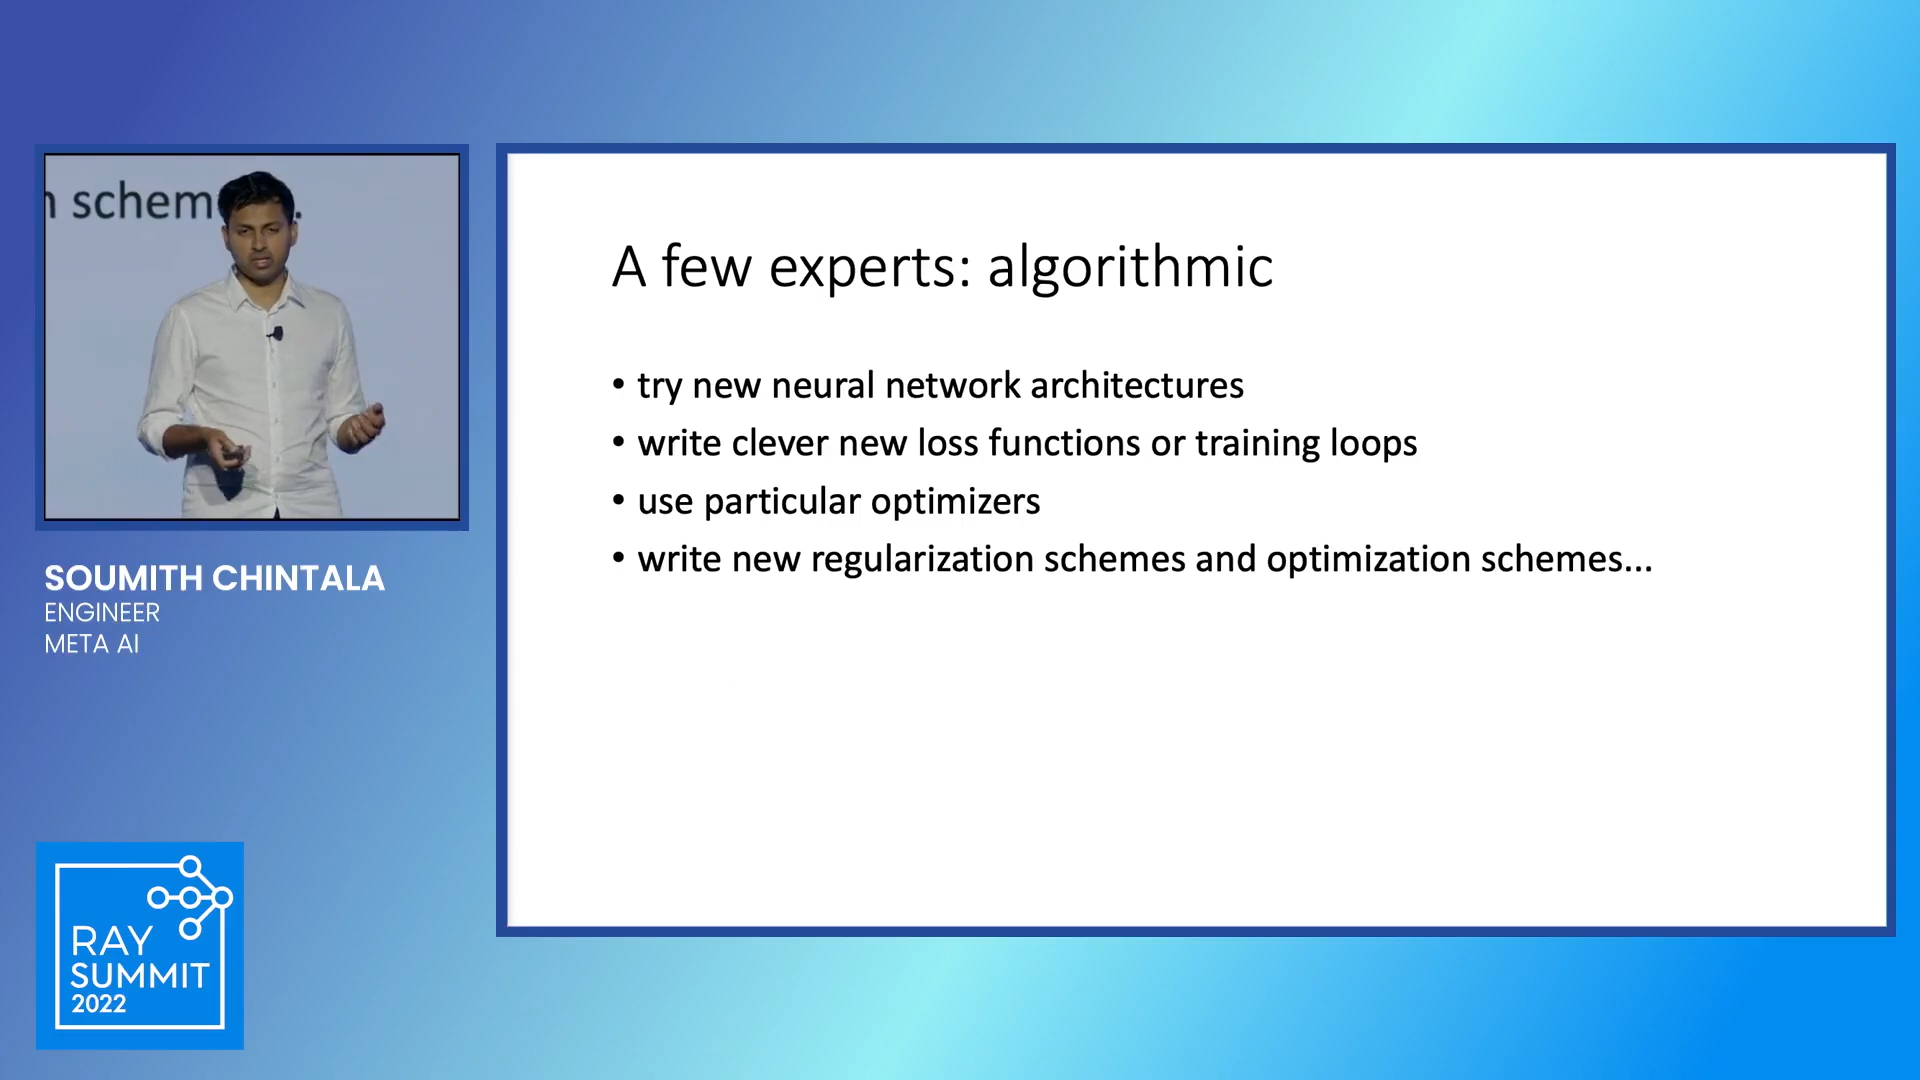 n schem
SOUMITH CHINTALA
ENGINEER
META AI
RAY
SUMMIT
2022
A few experts: algorithmic
• try new neural network architectures
• write clever new loss functions or training loops
• use particular optimizers
• write new regularization schemes and optimization schemes...